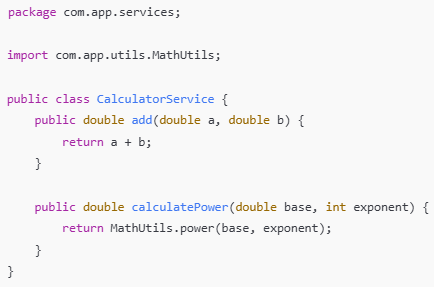 package com.app.services;

import com.app.utils.MathUtils;

public class CalculatorService {
    public double add(double a, double b) {
        return a + b;
    }

    public double calculatePower(double base, int exponent) {
        return MathUtils.power(base, exponent);
    }
}